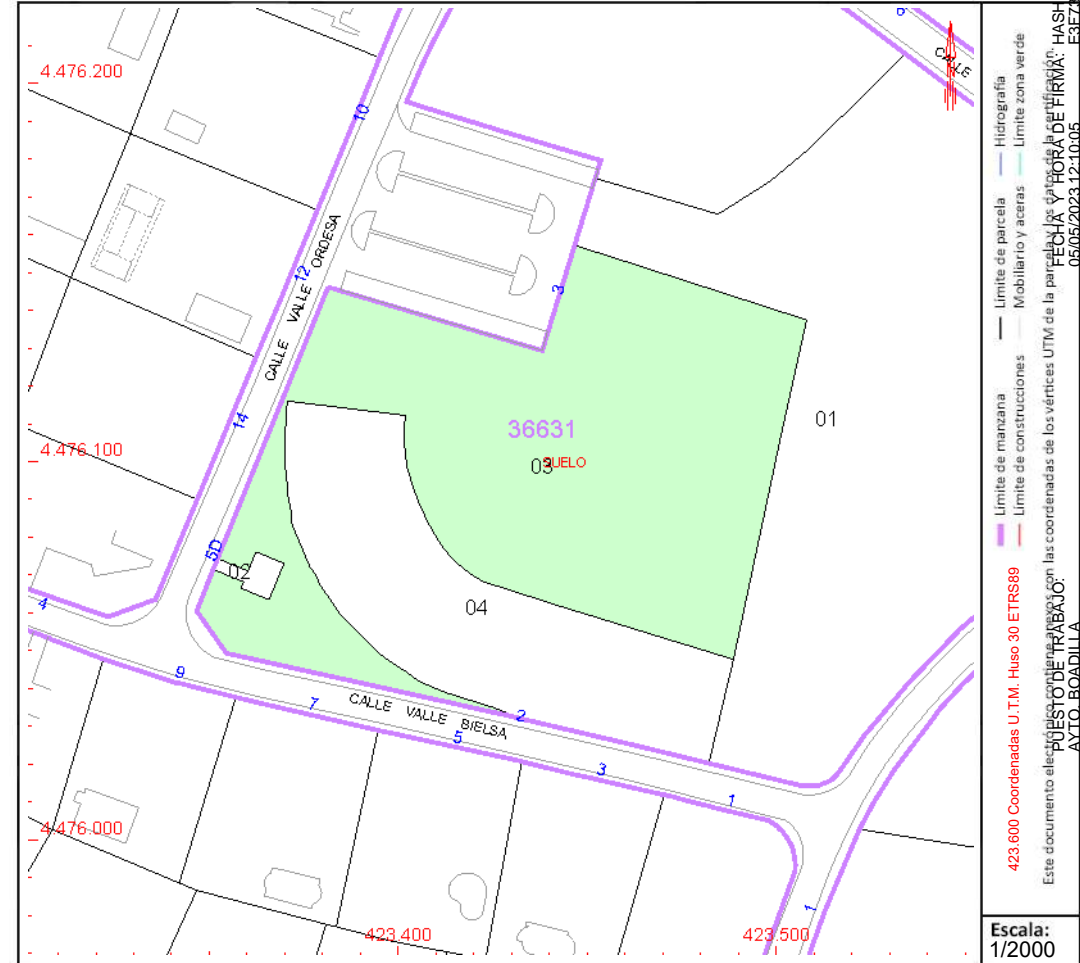 4.476.200
10
CALLE
6
VALLE ORDESA
CALLE
12
3
14
4.476.100
36631
01
03
SUELO
5D
02
04
4
9
7
CALLE VALLE BIELSA
2
5
3
1
4.476.000
1
423.400
423.500
Hidrografía
Límite zona verde
Límite de parcela
Mobiliario y aceras
Límite de manzana
Límite de construcciones
423.600 Coordenadas U.T.M. Huso 30 ETRS89
Este documento electrónico contiene anexos con las coordenadas de los vértices UTM de la parcela y los datos de la certificación.
PUESTO DE TRABAJO:
AYTO BOADILLA
FECHA Y HORA DE FIRMA:
05/05/2023 12:10:05
HASH
Escala:
1/2000